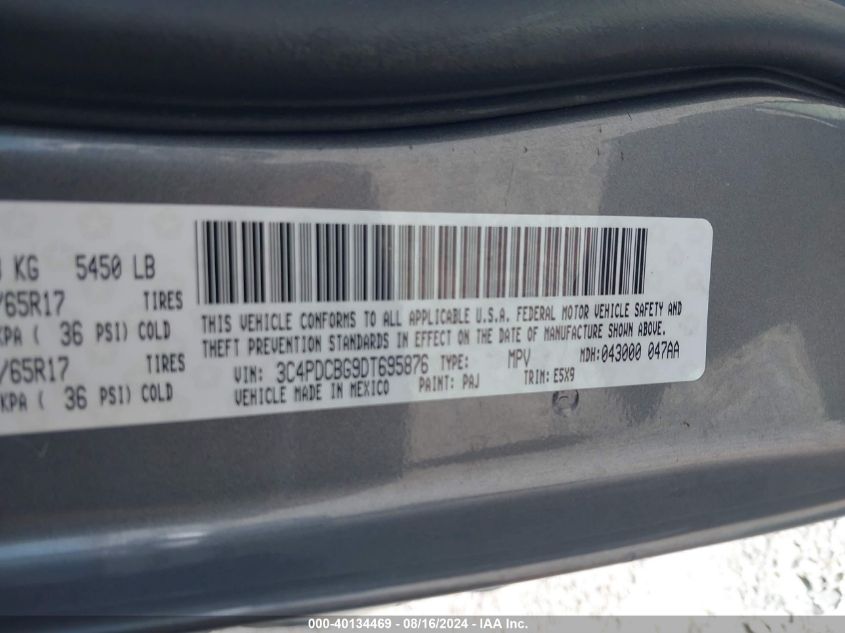 KG 5450 LB
/65R17 TIRES
KPA ( 36 PSI) COLD
/65R17 TIRES
KPA ( 36 PSI) COLD
THIS VEHICLE CONFORMS TO ALL APPLICABLE U.S.A. FEDERAL MOTOR VEHICLE SAFETY AND
THEFT PREVENTION STANDARDS IN EFFECT ON THE DATE OF MANUFACTURE SHOWN ABOVE.
VIN: 3C4PDCBG9DT695876 TYPE: MPV MDH:043000 047AA
VEHICLE MADE IN MEXICO PAINT: PAJ TRIM: E5X9
000-40134469 - 08/16/2024 - IAA Inc.